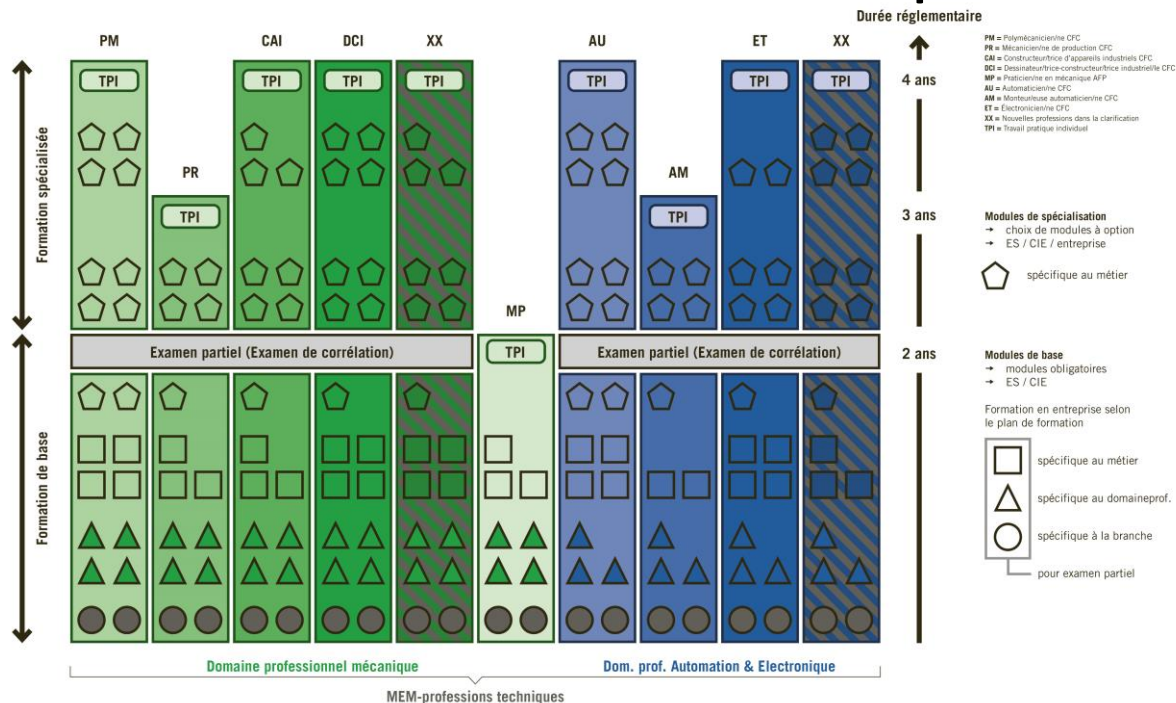 Durée réglementaire
PM
CAI
DCI
XX
AU
ET
XX
PM = Polymécanicien/ne CFC
PR = Mécanicien/ne de production CFC
CAI = Constructeur/trice d'appareils industriels CFC
DCI = Dessinateur/trice-constructeur/trice industriel/le CFC
MP = Praticien/ne en mécanique AFP
AU = Automaticien/ne CFC
AM = Monteur/euse automaticien/ne CFC
ET = Électronicien/ne CFC
XX = Nouvelles professions dans la clarification
TPI = Travail pratique individuel
TPI
TPI
TPI
TPI
TPI
TPI
TPI
4 ans
Formation spécialisée
PR
AM
TPI
TPI
3 ans
Modules de spécialisation
→ choix de modules à option
→ ES / CIE / entreprise
spécifique au métier
MP
Examen partiel (Examen de corrélation)
TPI
Examen partiel (Examen de corrélation)
2 ans
Modules de base
→ modules obligatoires
→ ES / CIE
Formation en entreprise selon
le plan de formation
Formation de base
spécifique au métier
spécifique au domaineprof.
spécifique à la branche
pour examen partiel
Domaine professionnel mécanique
Dom. prof. Automation & Electronique
MEM-professions techniques